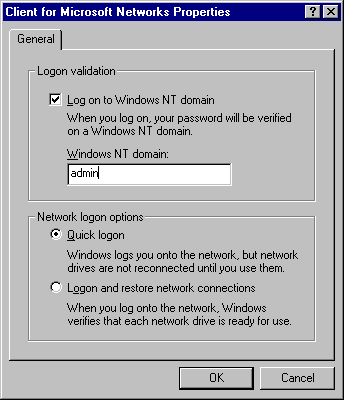 Client for Microsoft Networks Properties
General
Logon validation
Log on to Windows NT domain
When you log on, your password will be verified
on a Windows NT domain.
Windows NT domain:
admin
Network logon options
Quick logon
Windows logs you onto the network, but network
drives are not reconnected until you use them.
Logon and restore network connections
When you log onto the network, Windows
verifies that each network drive is ready for use.
OK Cancel